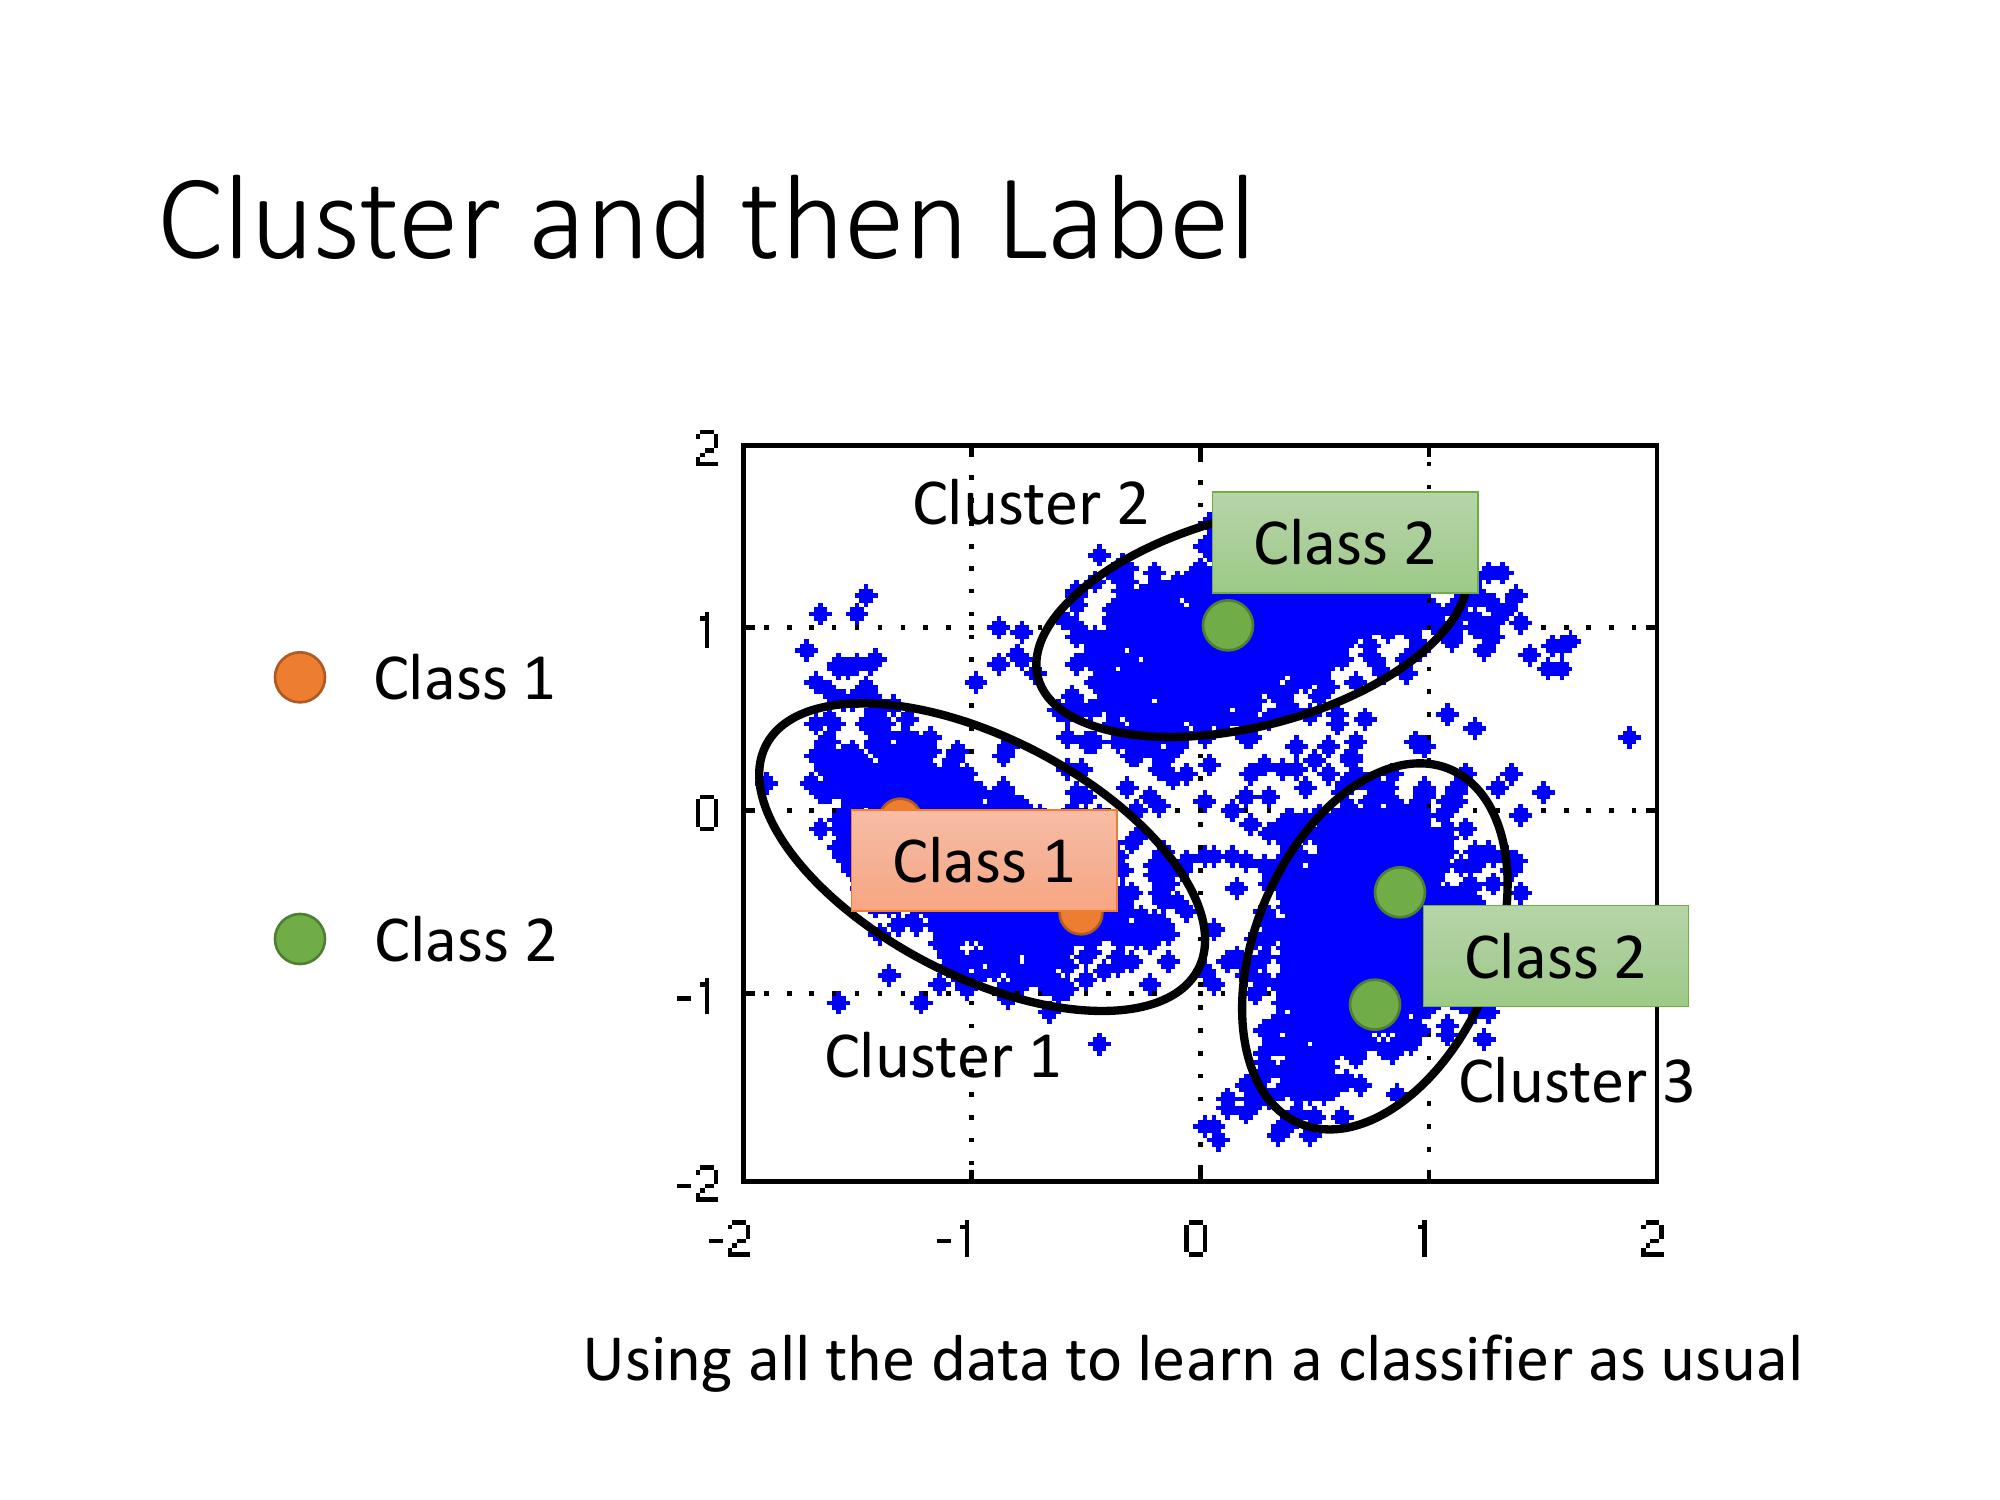 Cluster and then Label
2
Cluster 2
Class 2
1
Class 1
0
Class 1
Class 2
Class 2
-1
Cluster 1
Cluster 3
-2
-2 -1 0 1 2
Using all the data to learn a classifier as usual